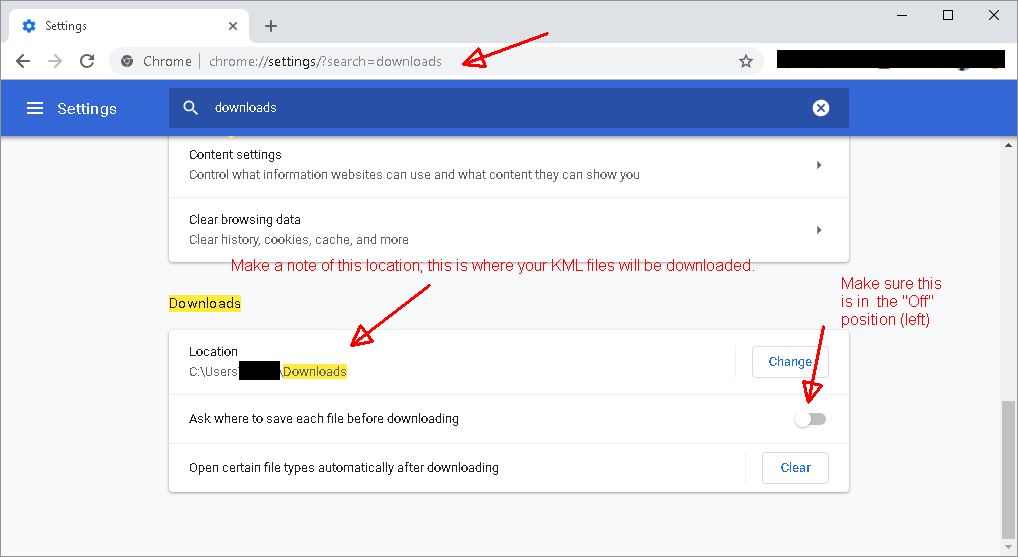 Settings
Chrome chrome://settings/?search=downloads
Settings
downloads
Content settings
Control what information websites can use and what content they can show you
Clear browsing data
Clear history, cookies, cache, and more
Make a note of this location; this is where your KML files will be downloaded.
Make sure this
is in the "Off"
position (left)
Downloads
Location
C:\Users\ \Downloads
Change
Ask where to save each file before downloading
Open certain file types automatically after downloading
Clear